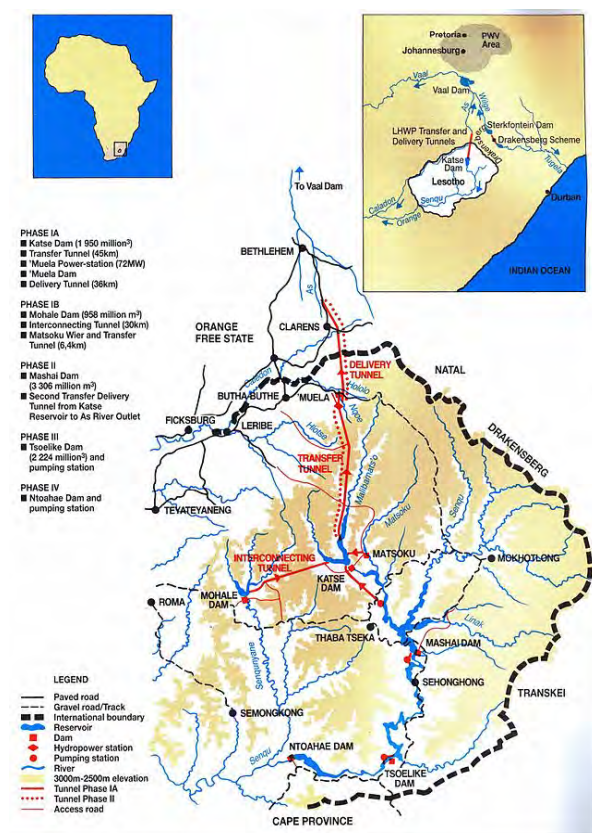 Pretoria
PWV
Area
Johannesburg
Vaal
Vaal Dam
As
Wilge
Sterkfontein Dam
Drakensberg Scheme
LHWP Transfer and
Delivery Tunnels
Drakensberg
Tugela
Katse
Dam
Lesotho
Senqu
Caladon
Orange
Durban
INDIAN OCEAN
To Vaal Dam
PHASE IA
Katse Dam (1 950 million³)
Transfer Tunnel (45km)
'Muela Power-station (72MW)
'Muela Dam
Delivery Tunnel (36km)
PHASE IB
Mohale Dam (958 million m³)
Interconnecting Tunnel (30km)
Matsoku Wier and Transfer
Tunnel (6,4km)
PHASE II
Mashai Dam
(3 306 million m³)
Second Transfer Delivery
Tunnel from Katse
Reservoir to As River Outlet
PHASE III
Tsoelike Dam
(2 224 million³) and
pumping station
PHASE IV
Ntoahae Dam and
pumping station
BETHLEHEM
As
ORANGE
FREE STATE
CLARENS
DELIVERY
TUNNEL
NATAL
Caledon
Hololo
BUTHA-BUTHE
'MUELA
Nqoe
FICKSBURG
LERIBE
Hlotse
DRAKENSBERG
TRANSFER
TUNNEL
Malibamats'o
Matsoku
Senqu
TEYATEYANENG
INTERCONNECTING
TUNNEL
MATSOKU
MOKHOTLONG
KATSE
DAM
MOHALE
DAM
ROMA
THABA TSEKA
Linak
MASHAI DAM
Senqunyane
SEHONGHONG
TRANSKEI
SEMONGKONG
Senqu
NTOAHAE DAM
TSOELIKE
DAM
CAPE PROVINCE
LEGEND
Paved road
Gravel road/Track
International boundary
Reservoir
Dam
Hydropower station
Pumping station
River
3000m-2500m elevation
Tunnel Phase IA
Tunnel Phase II
Access road